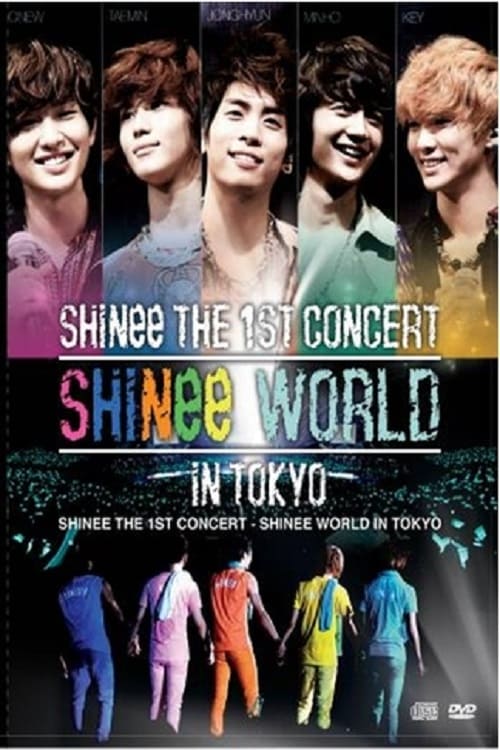 ONEW TAEMIN JONGHYUN MINHO KEY
SHINee THE 1ST CONCERT
SHINee WORLD
IN TOKYO
SHINEE THE 1ST CONCERT - SHINEE WORLD IN TOKYO
DVD